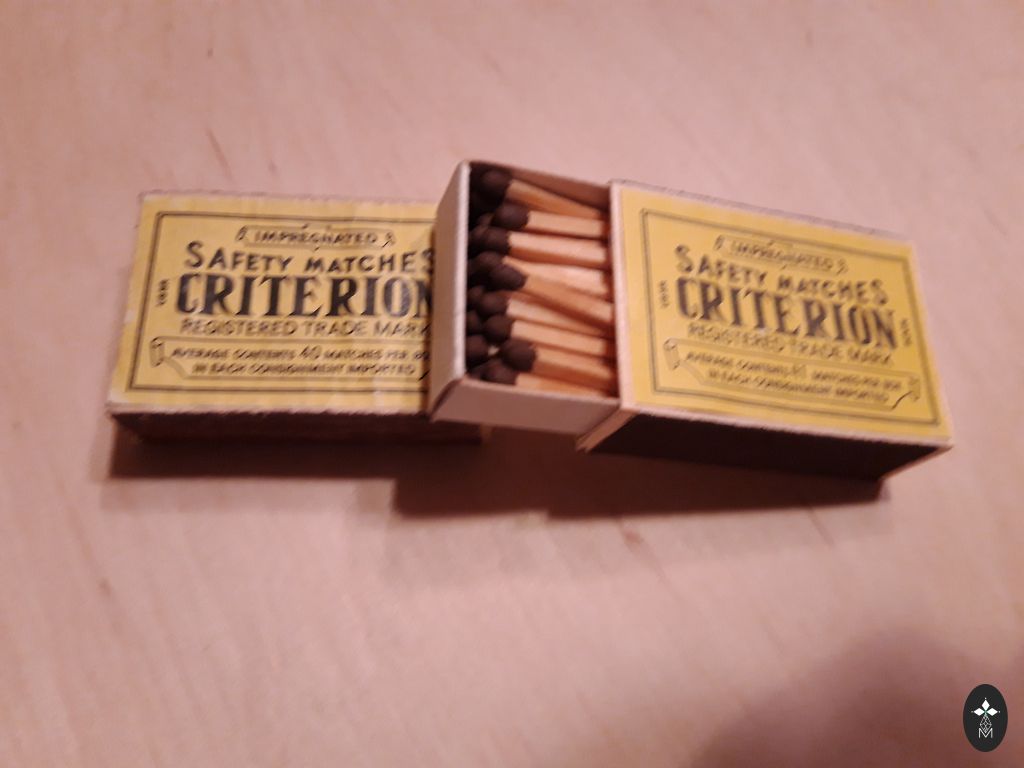 IMPREGNATED
SAFETY MATCHES
CRITERION
REGISTERED TRADE MARK
AVERAGE CONTENTS 40 MATCHES PER BO
IN EACH CONSIGNMENT IMPORTED
IMPREGNATED
SAFETY MATCHES
CRITERION
REGISTERED TRADE MARK
AVERAGE CONTENTS MATCHES PER BOX
IN EACH CONSIGNMENT IMPORTED
M